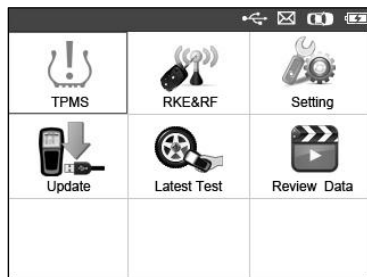 TPMS
RKE&RF
Setting
Update
Latest Test
Review Data